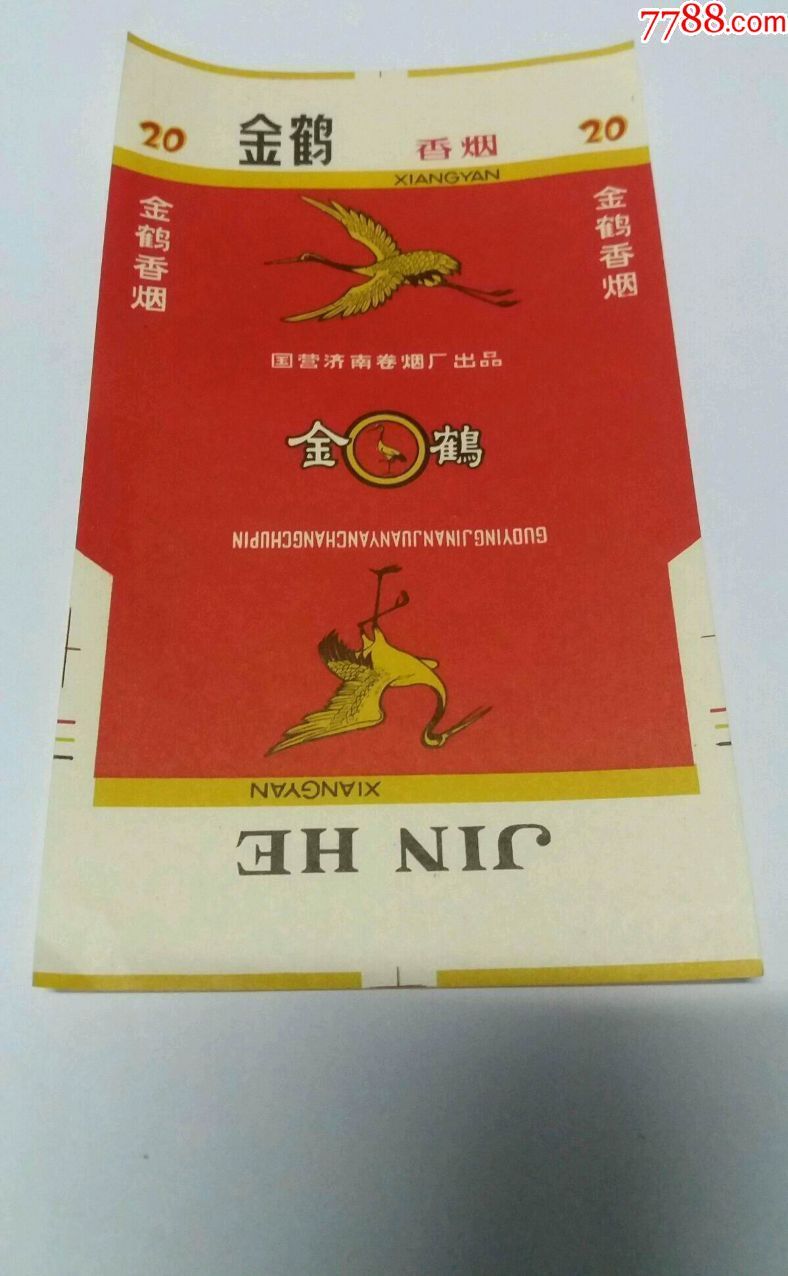 7788.com
20 金鹤 香烟 20
XIANGYAN
金鹤香烟
金鹤香烟
国营济南卷烟厂出品
金鶴
GUOYINGJINANJUANYANCHANGCHUPIN
XIANGYAN
JIN HE